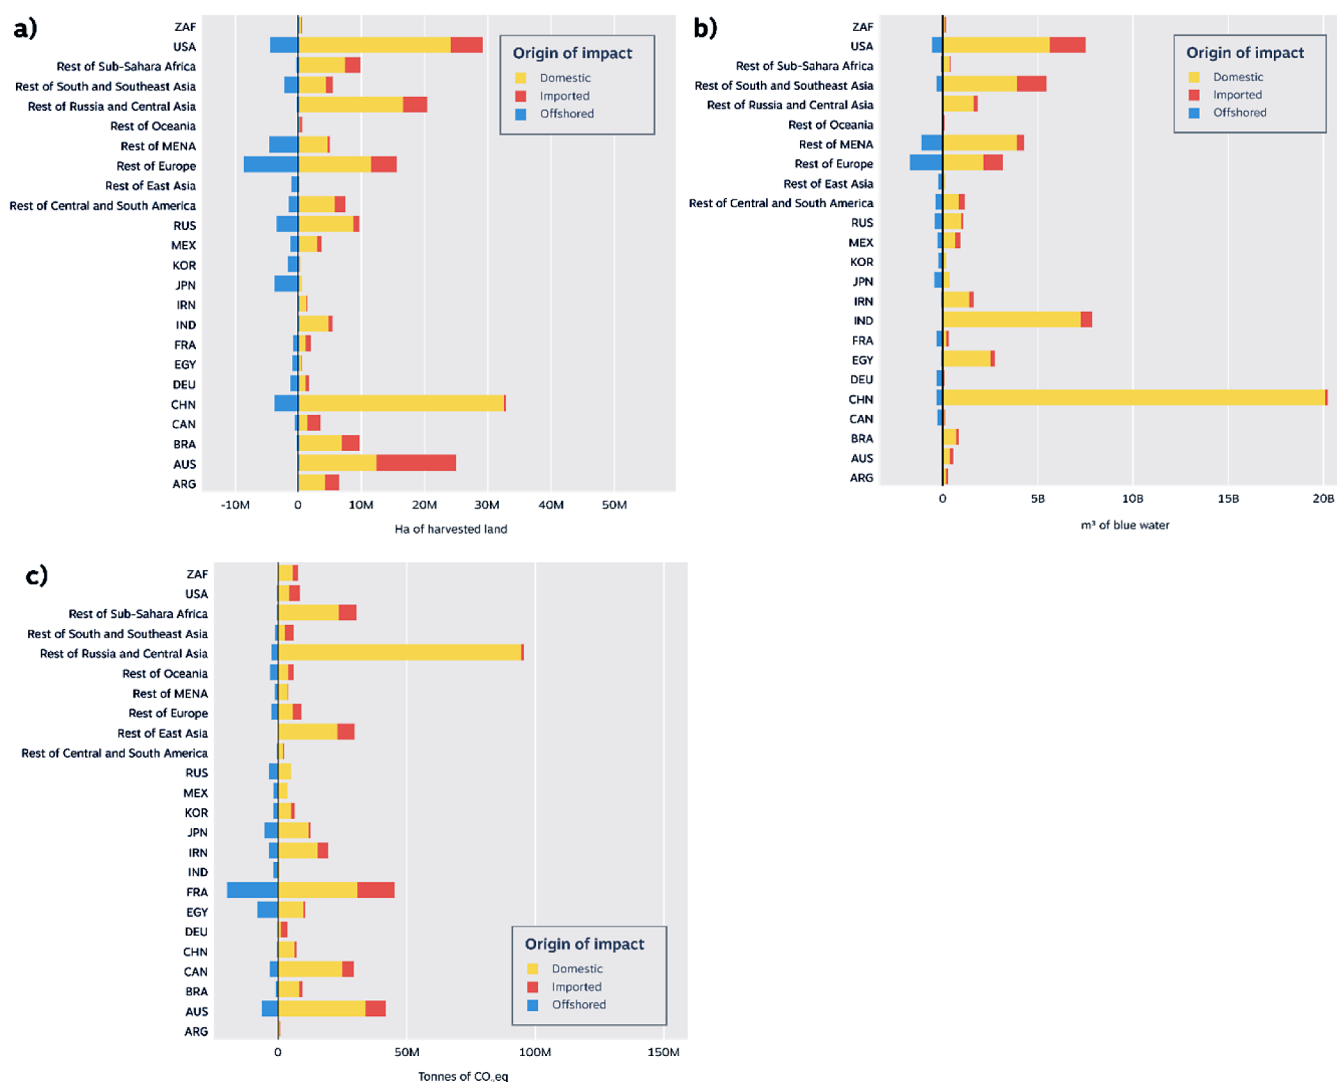 a)
ZAF
USA
Rest of Sub-Sahara Africa
Rest of South and Southeast Asia
Rest of Russia and Central Asia
Rest of Oceania
Rest of MENA
Rest of Europe
Rest of East Asia
Rest of Central and South America
RUS
MEX
KOR
JPN
IRN
IND
FRA
EGY
DEU
CHN
CAN
BRA
AUS
ARG
-10M 0 10M 20M 30M 40M 50M
Ha of harvested land
Origin of impact
Domestic
Imported
Offshored
b)
ZAF
USA
Rest of Sub-Sahara Africa
Rest of South and Southeast Asia
Rest of Russia and Central Asia
Rest of Oceania
Rest of MENA
Rest of Europe
Rest of East Asia
Rest of Central and South America
RUS
MEX
KOR
JPN
IRN
IND
FRA
EGY
DEU
CHN
CAN
BRA
AUS
ARG
0 5B 10B 15B 20B
m³ of blue water
Origin of impact
Domestic
Imported
Offshored
c)
ZAF
USA
Rest of Sub-Sahara Africa
Rest of South and Southeast Asia
Rest of Russia and Central Asia
Rest of Oceania
Rest of MENA
Rest of Europe
Rest of East Asia
Rest of Central and South America
RUS
MEX
KOR
JPN
IRN
IND
FRA
EGY
DEU
CHN
CAN
BRA
AUS
ARG
0 50M 100M 150M
Tonnes of CO₂eq
Origin of impact
Domestic
Imported
Offshored